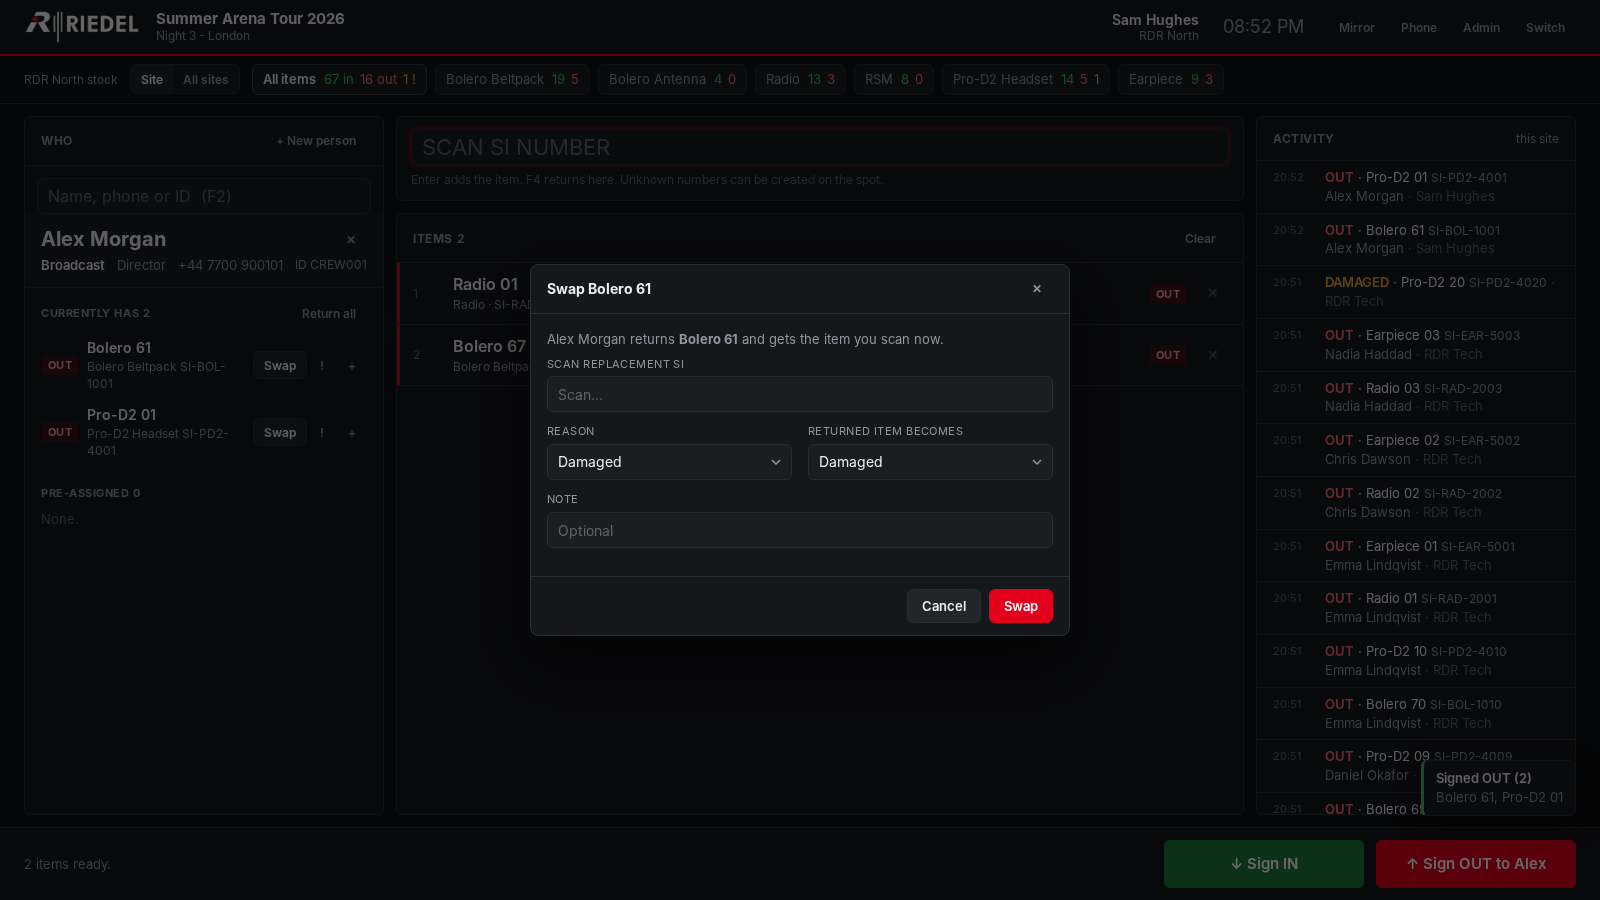 RIEDEL
Summer Arena Tour 2026
Night 3 - London
Sam Hughes
RDR North
08:52 PM
Mirror
Phone
Admin
Switch
RDR North stock
Site
All sites
All items 67 in 16 out 1 !
Bolero Beltpack 19 5
Bolero Antenna 4 0
Radio 13 3
RSM 8 0
Pro-D2 Headset 14 5 1
Earpiece 9 3
WHO
+ New person
Name, phone or ID (F2)
Alex Morgan
×
Broadcast Director +44 7700 900101 ID CREW001
CURRENTLY HAS 2
Return all
OUT
Bolero 61
Bolero Beltpack SI-BOL-
1001
Swap
!
+
OUT
Pro-D2 01
Pro-D2 Headset SI-PD2-
4001
Swap
!
+
PRE-ASSIGNED 0
None.
SCAN SI NUMBER
Enter adds the item. F4 returns here. Unknown numbers can be created on the spot.
ITEMS 2
Clear
1
Radio 01
Radio · SI-RAD
OUT
×
2
Bolero 67
Bolero Beltpa
OUT
×
Swap Bolero 61
×
Alex Morgan returns Bolero 61 and gets the item you scan now.
SCAN REPLACEMENT SI
Scan...
REASON
Damaged
RETURNED ITEM BECOMES
Damaged
NOTE
Optional
Cancel
Swap
ACTIVITY
this site
20:52 OUT · Pro-D2 01 SI-PD2-4001
Alex Morgan · Sam Hughes
20:52 OUT · Bolero 61 SI-BOL-1001
Alex Morgan · Sam Hughes
20:51 DAMAGED · Pro-D2 20 SI-PD2-4020 ·
RDR Tech
20:51 OUT · Earpiece 03 SI-EAR-5003
Nadia Haddad · RDR Tech
20:51 OUT · Radio 03 SI-RAD-2003
Nadia Haddad · RDR Tech
20:51 OUT · Earpiece 02 SI-EAR-5002
Chris Dawson · RDR Tech
20:51 OUT · Radio 02 SI-RAD-2002
Chris Dawson · RDR Tech
20:51 OUT · Earpiece 01 SI-EAR-5001
Emma Lindqvist · RDR Tech
20:51 OUT · Radio 01 SI-RAD-2001
Emma Lindqvist · RDR Tech
20:51 OUT · Pro-D2 10 SI-PD2-4010
Emma Lindqvist · RDR Tech
20:51 OUT · Bolero 70 SI-BOL-1010
Emma Lindqvist · RDR Tech
20:51 OUT · Pro-D2 09 SI-PD2-4009
Daniel Okafor ·
20:51 OUT · Bolero 69
Signed OUT (2)
Bolero 61, Pro-D2 01
2 items ready.
↓ Sign IN
↑ Sign OUT to Alex